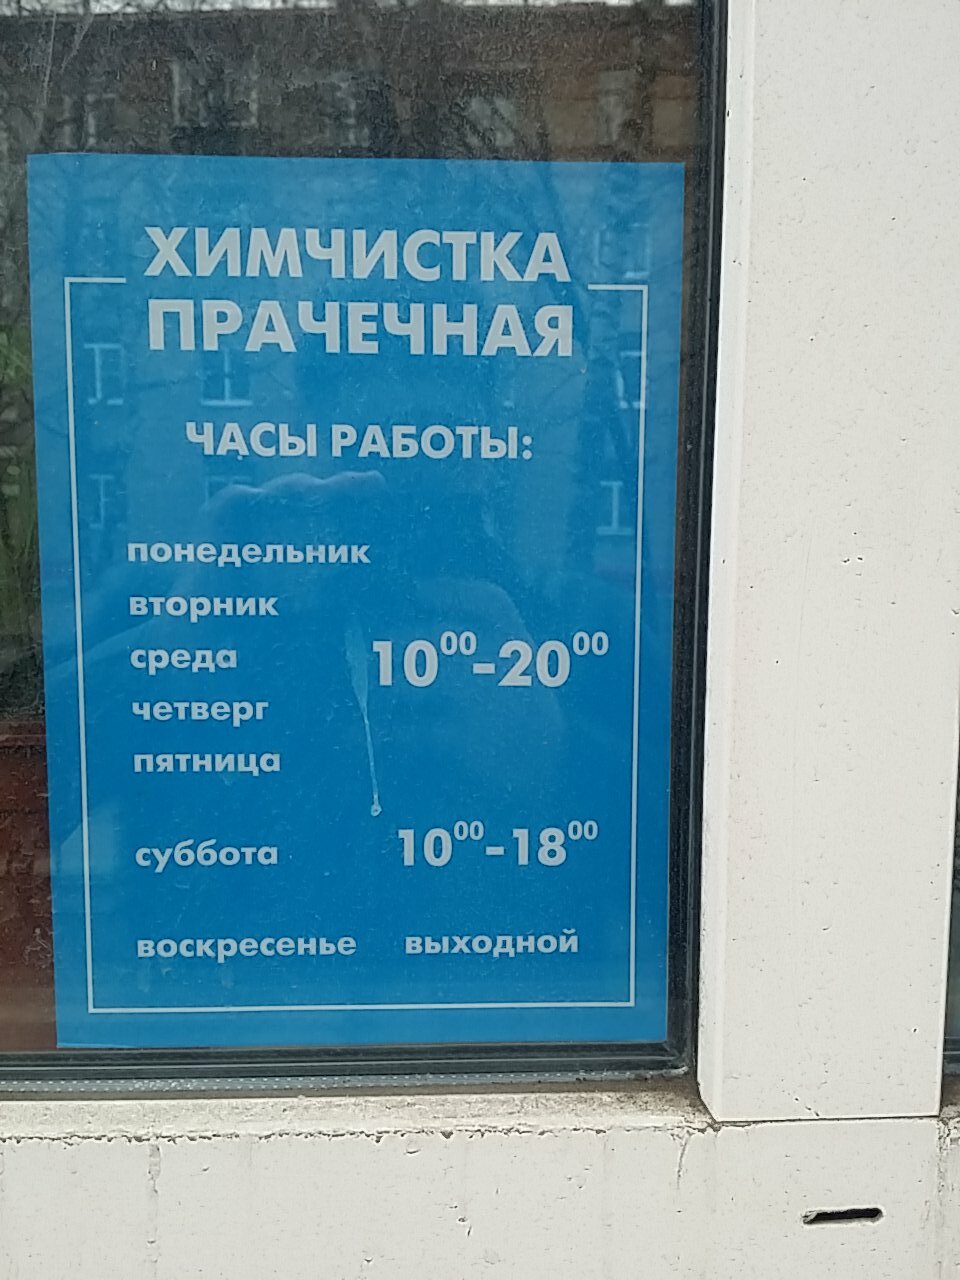 ХИМЧИСТКА
ПРАЧЕЧНАЯ
ЧАСЫ РАБОТЫ:
понедельник
вторник
среда 10⁰⁰-20⁰⁰
четверг
пятница
суббота 10⁰⁰-18⁰⁰
воскресенье выходной